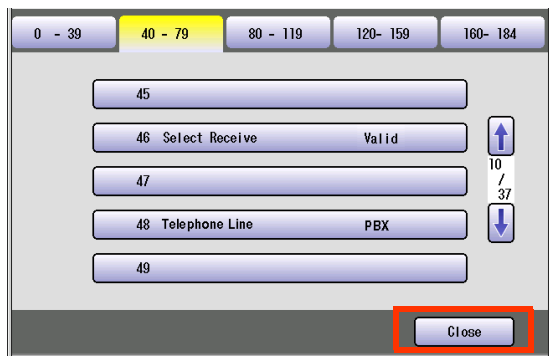 0 - 39 40 - 79 80 - 119 120- 159 160- 184
45
46 Select Receive Valid
47
48 Telephone Line PBX
49
10
/
37
Close